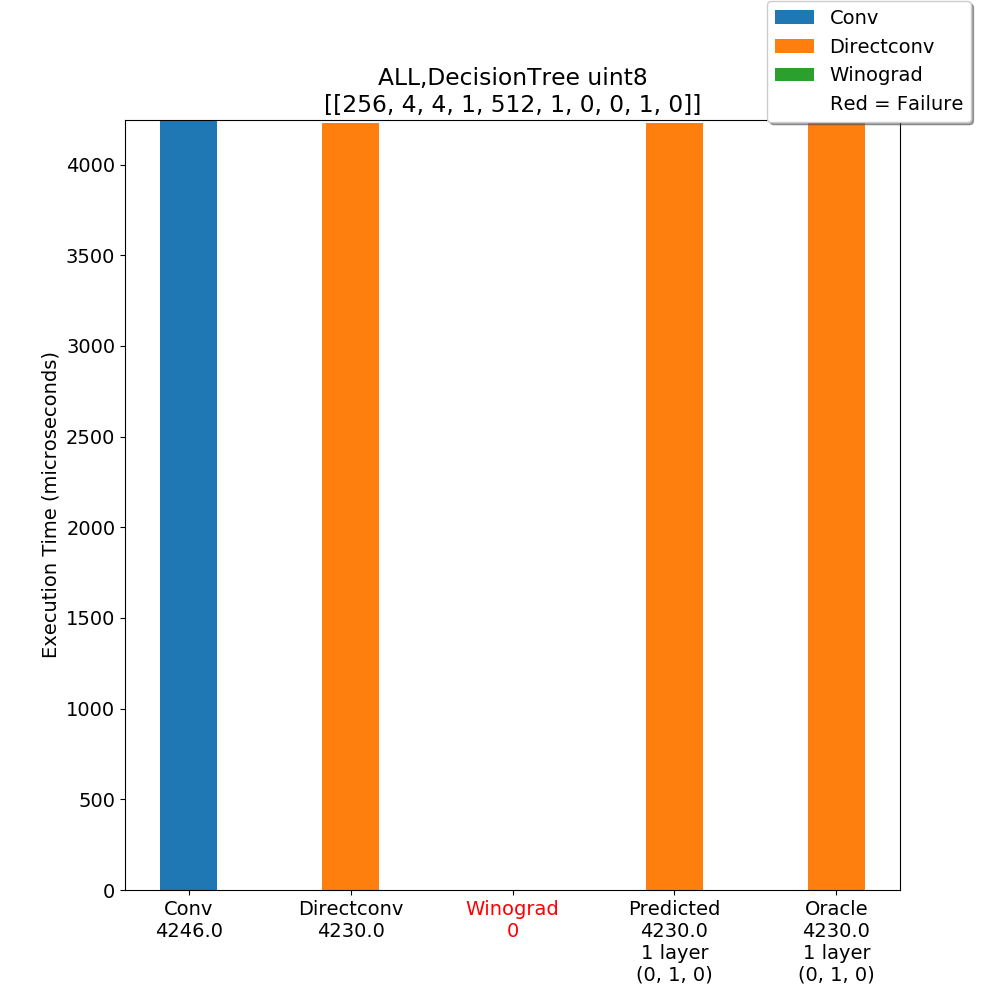 Conv
Directconv
Winograd
Red = Failure
ALL,DecisionTree uint8
[[256, 4, 4, 1, 512, 1, 0, 0, 1, 0]]
Execution Time (microseconds)
4000
3500
3000
2500
2000
1500
1000
500
0
Conv
4246.0
Directconv
4230.0
Winograd
0
Predicted
4230.0
1 layer
(0, 1, 0)
Oracle
4230.0
1 layer
(0, 1, 0)